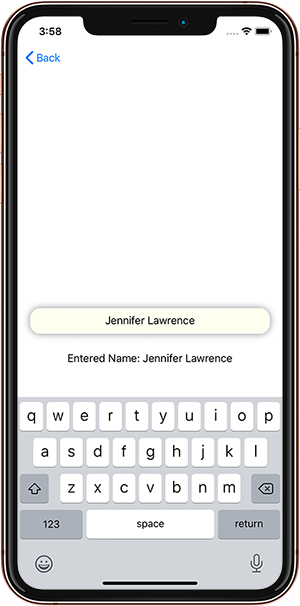 3:58
Back
Jennifer Lawrence
Entered Name: Jennifer Lawrence
q w e r t y u i o p
a s d f g h j k l
z x c v b n m
123 space return